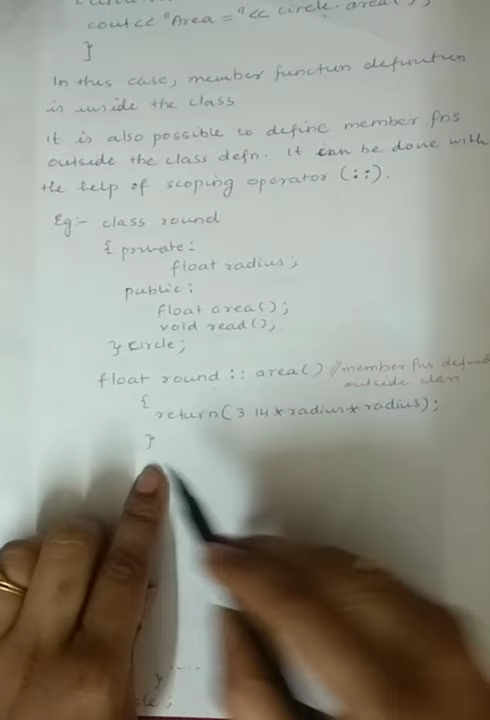 cout << "Area = " << circle. area( );
}
In this case, member function definition
is inside the class
It is also possible to define member fns
outside the class defn. It can be done with
the help of scoping operator (::).
Eg:- class round
{ private:
float radius;
public:
float area();
void read();
} circle;
float round :: area() //member fns defined
outside class
{
return(3.14*radius*radius);
}
}
;